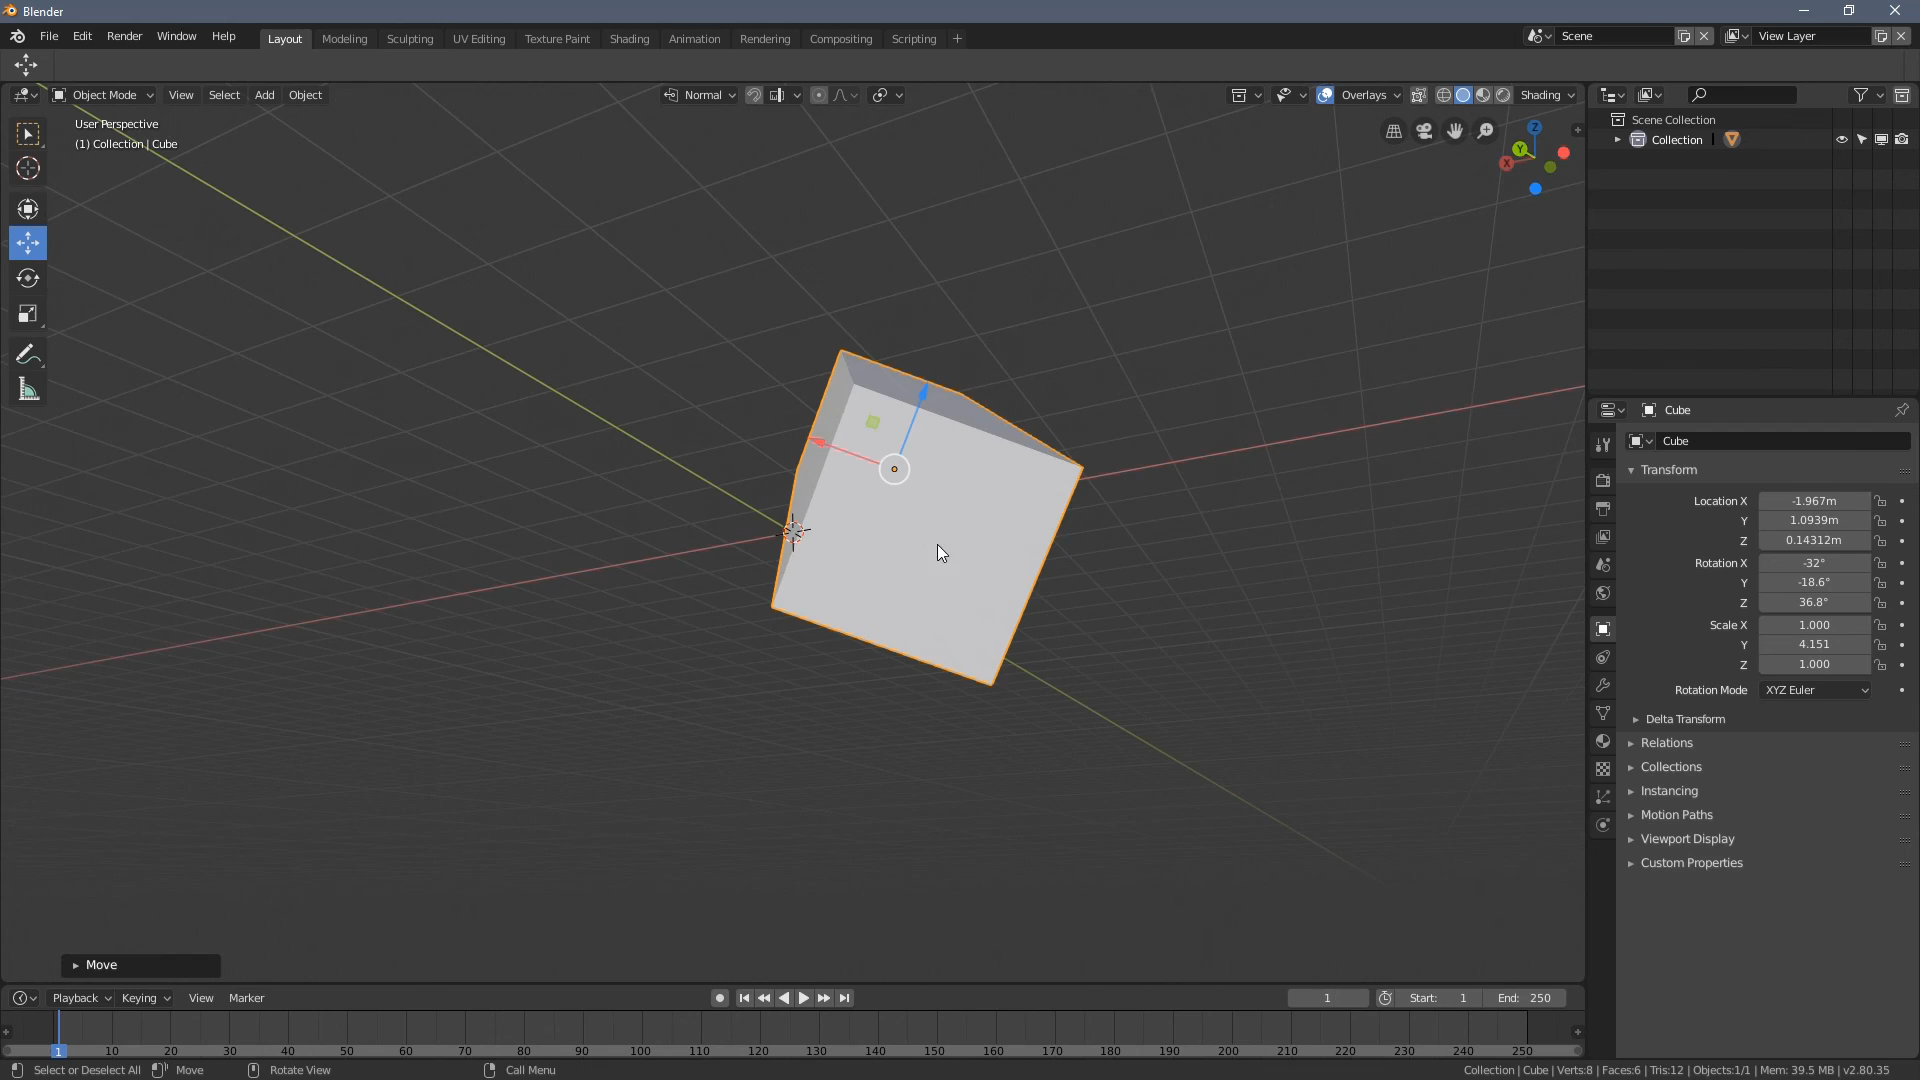 Blender
File Edit Render Window Help Layout Modeling Sculpting UV Editing Texture Paint Shading Animation Rendering Compositing Scripting + Scene View Layer
Object Mode View Select Add Object Normal Overlays Shading
User Perspective
(1) Collection | Cube
Z
Y
X
Scene Collection
Collection
Cube
Cube
Transform
Location X -1.967m
Y 1.0939m
Z 0.14312m
Rotation X -32°
Y -18.6°
Z 36.8°
Scale X 1.000
Y 4.151
Z 1.000
Rotation Mode XYZ Euler
Delta Transform
Relations
Collections
Instancing
Motion Paths
Viewport Display
Custom Properties
Move
Playback Keying View Marker 1 Start: 1 End: 250
1 10 20 30 40 50 60 70 80 90 100 110 120 130 140 150 160 170 180 190 200 210 220 230 240 250
Select or Deselect All Move Rotate View Call Menu Collection | Cube | Verts:8 | Faces:6 | Tris:12 | Objects:1/1 | Mem: 39.5 MB | v2.80.35